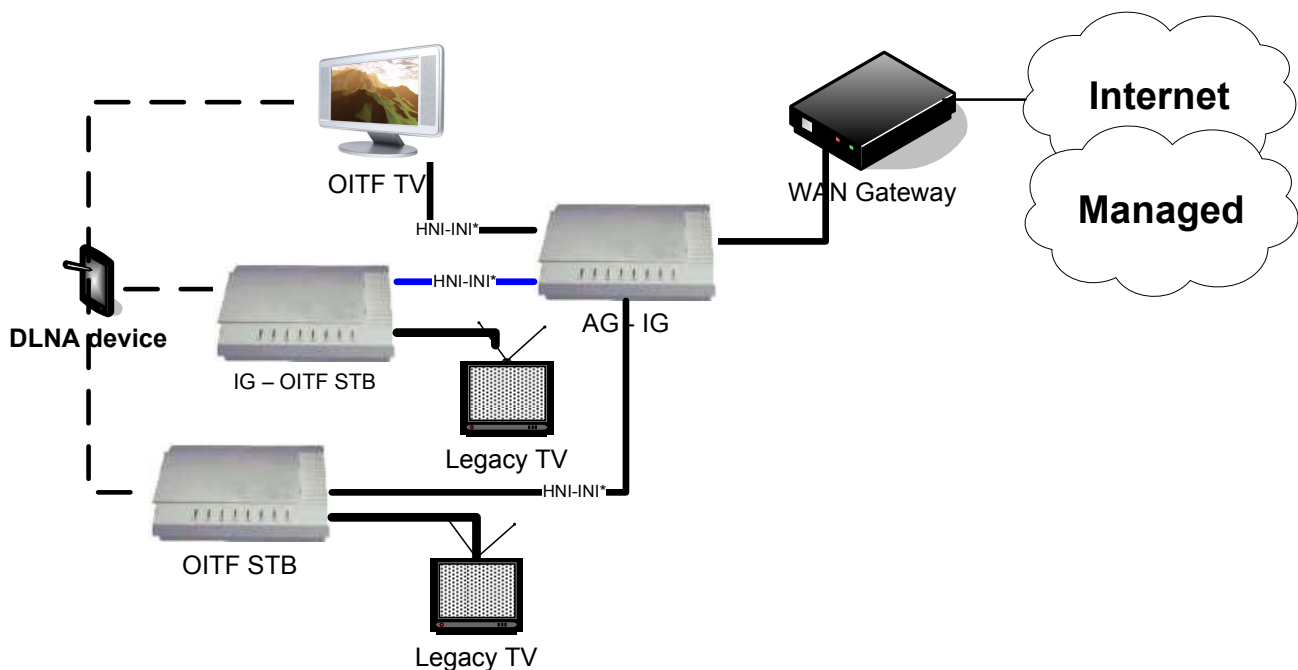 Internet
Managed
WAN Gateway
OITF TV
HNI-INI*
HNI-INI*
AG - IG
DLNA device
IG – OITF STB
Legacy TV
HNI-INI*
OITF STB
Legacy TV